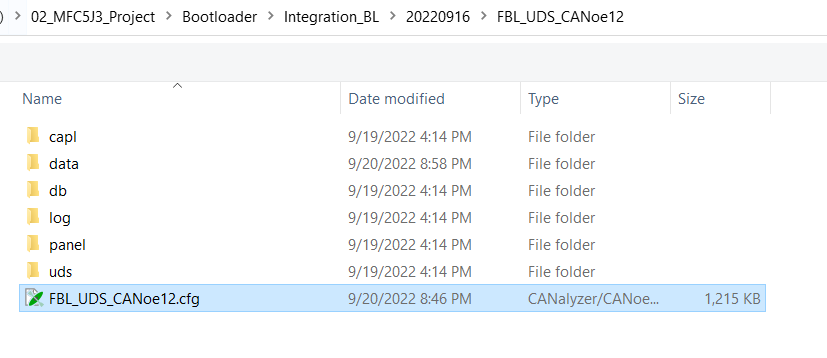 ) > 02_MFC5J3_Project > Bootloader > Integration_BL > 20220916 > FBL_UDS_CANoe12
Name Date modified Type Size
capl 9/19/2022 4:14 PM File folder
data 9/20/2022 8:58 PM File folder
db 9/19/2022 4:14 PM File folder
log 9/19/2022 4:14 PM File folder
panel 9/19/2022 4:14 PM File folder
uds 9/19/2022 4:14 PM File folder
FBL_UDS_CANoe12.cfg 9/20/2022 8:46 PM CANalyzer/CANoe... 1,215 KB